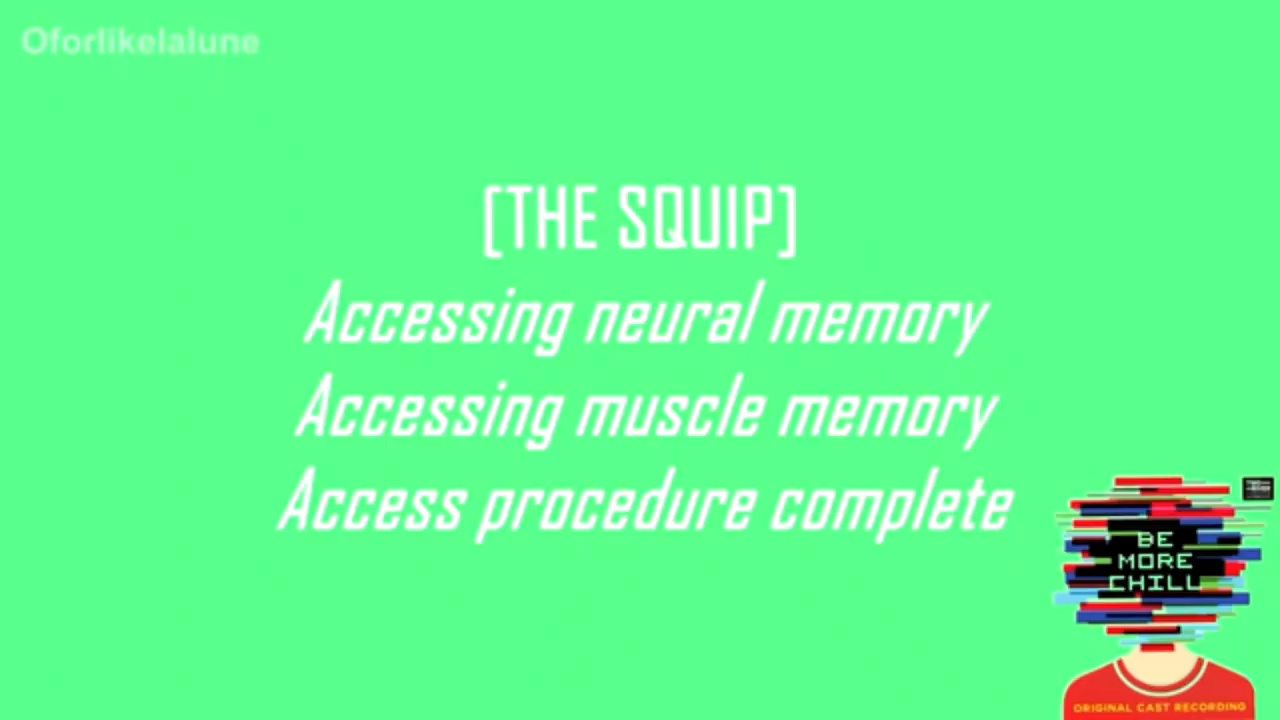 Oforlikelalune
[THE SQUIP]
Accessing neural memory
Accessing muscle memory
Access procedure complete
BE
MORE
CHILL
ORIGINAL CAST RECORDING